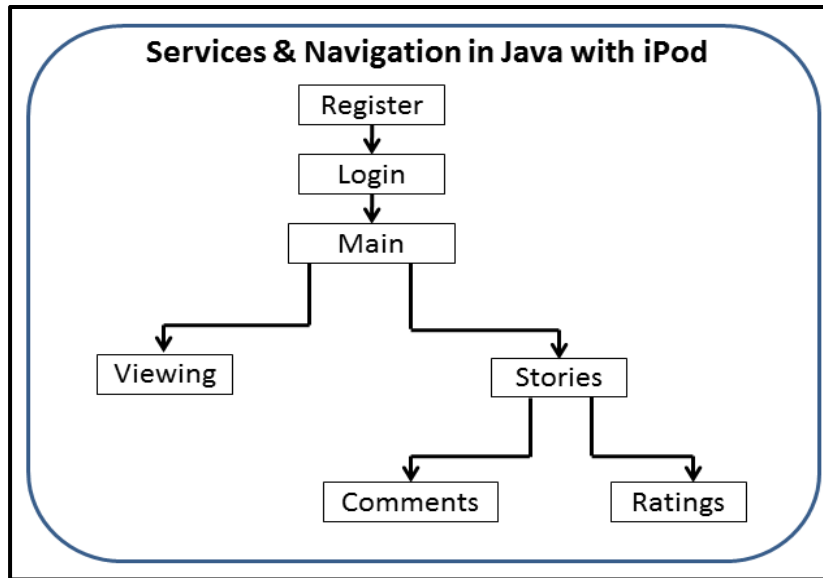 Services & Navigation in Java with iPod
Register
Login
Main
Viewing
Stories
Comments
Ratings